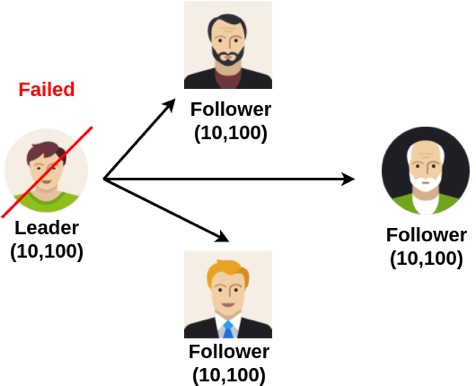 Failed
Leader
(10,100)
Follower
(10,100)
Follower
(10,100)
Follower
(10,100)